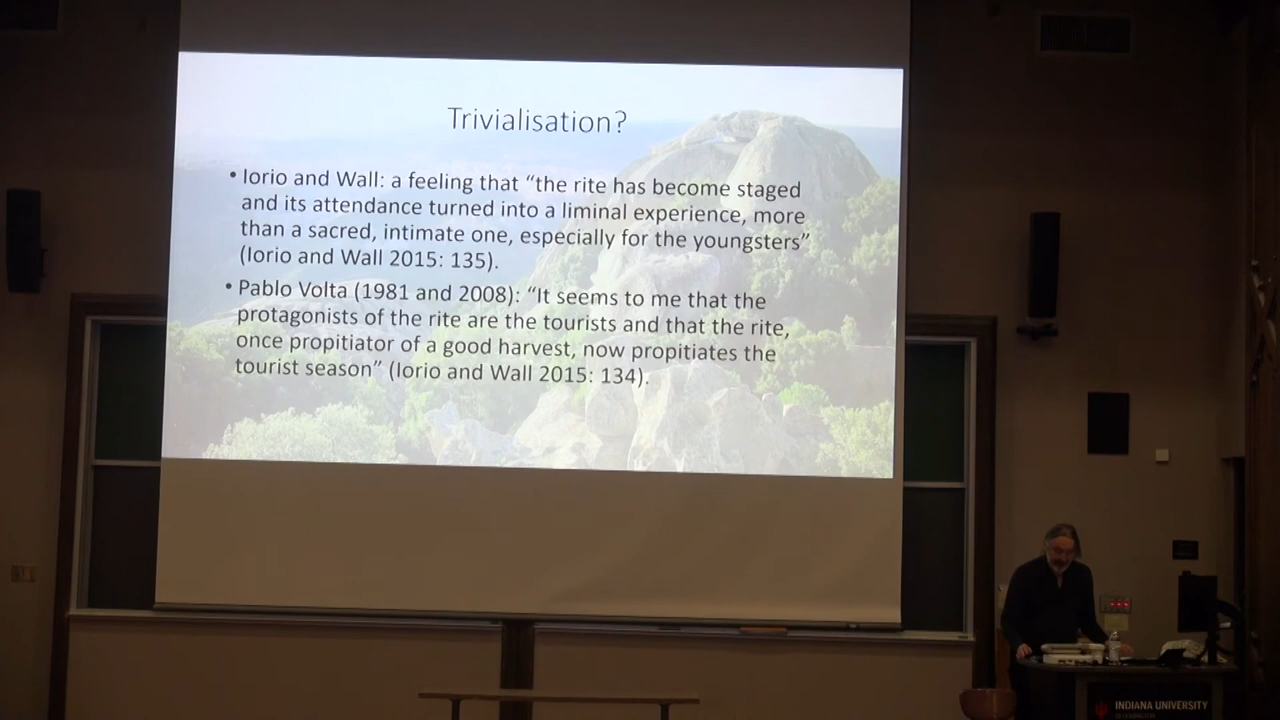 Trivialisation?
• Iorio and Wall: a feeling that “the rite has become staged
and its attendance turned into a liminal experience, more
than a sacred, intimate one, especially for the youngsters”
(Iorio and Wall 2015: 135).
• Pablo Volta (1981 and 2008): “It seems to me that the
protagonists of the rite are the tourists and that the rite,
once propitiator of a good harvest, now propitiates the
tourist season” (Iorio and Wall 2015: 134).
INDIANA UNIVERSITY